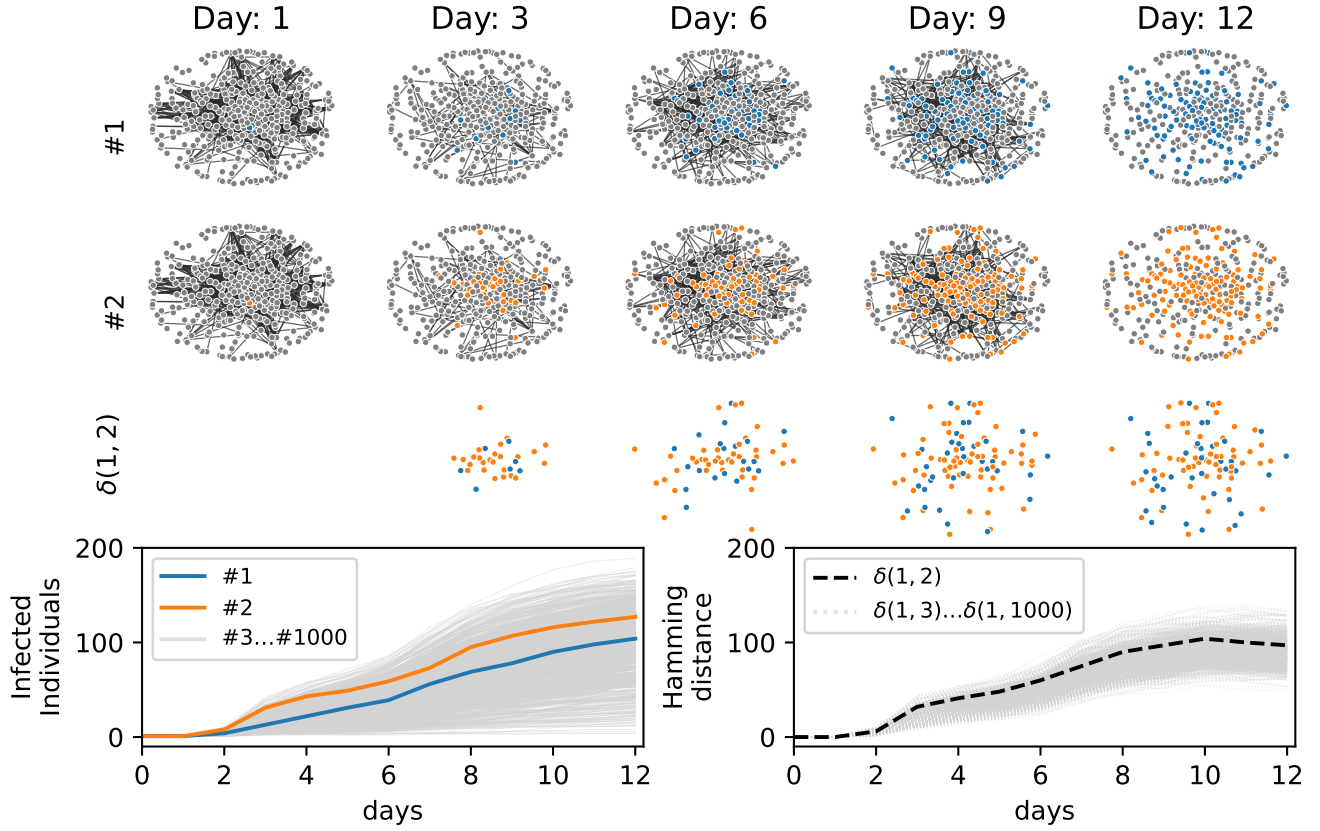 Day: 1 Day: 3 Day: 6 Day: 9 Day: 12
#1
#2
δ(1, 2)
Infected
Individuals
200
100
0
#1
#2
#3...#1000
0 2 4 6 8 10 12
days
Hamming
distance
200
100
0
δ(1, 2)
δ(1, 3)...δ(1, 1000)
0 2 4 6 8 10 12
days